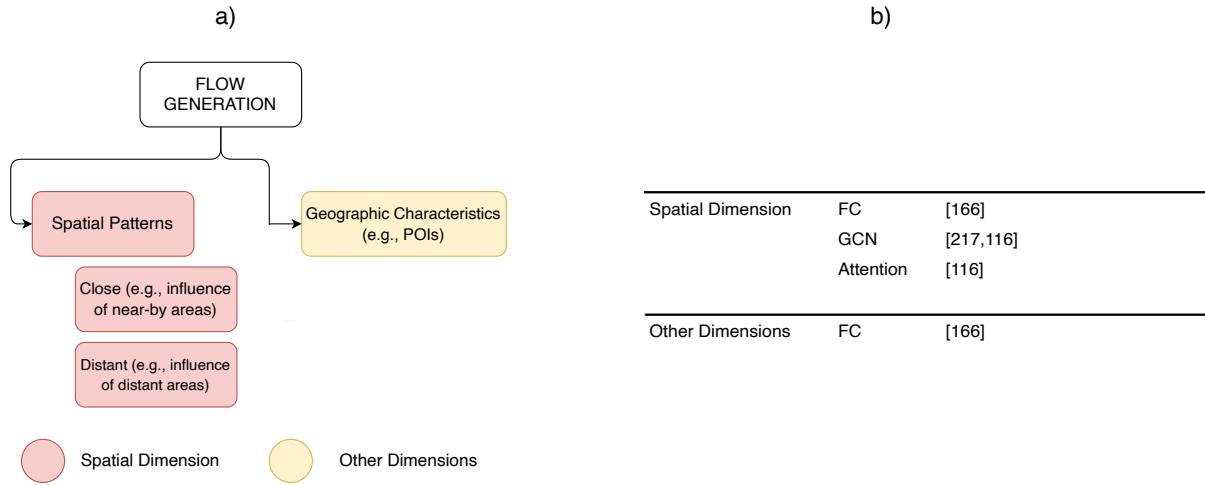 a)
FLOW
GENERATION
Spatial Patterns
Geographic Characteristics
(e.g., POIs)
Close (e.g., influence
of near-by areas)
Distant (e.g., influence
of distant areas)
Spatial Dimension
Other Dimensions
b)
Spatial Dimension FC [166]
GCN [217,116]
Attention [116]
Other Dimensions FC [166]